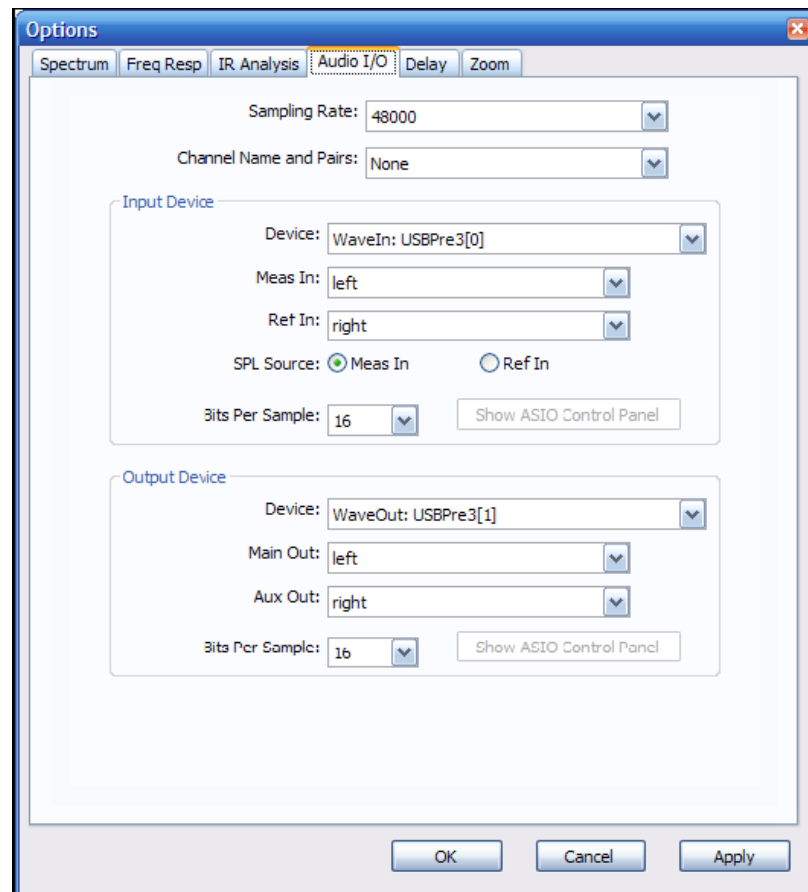 Options
Spectrum Freq Resp IR Analysis Audio I/O Delay Zoom
Sampling Rate: 48000
Channel Name and Pairs: None
Input Device
Device: WaveIn: USBPre3[0]
Meas In: left
Ref In: right
SPL Source: Meas In Ref In
Bits Per Sample: 16 Show ASIO Control Panel
Output Device
Device: WaveOut: USBPre3[1]
Main Out: left
Aux Out: right
Bits Per Sample: 16 Show ASIO Control Panel
OK Cancel Apply